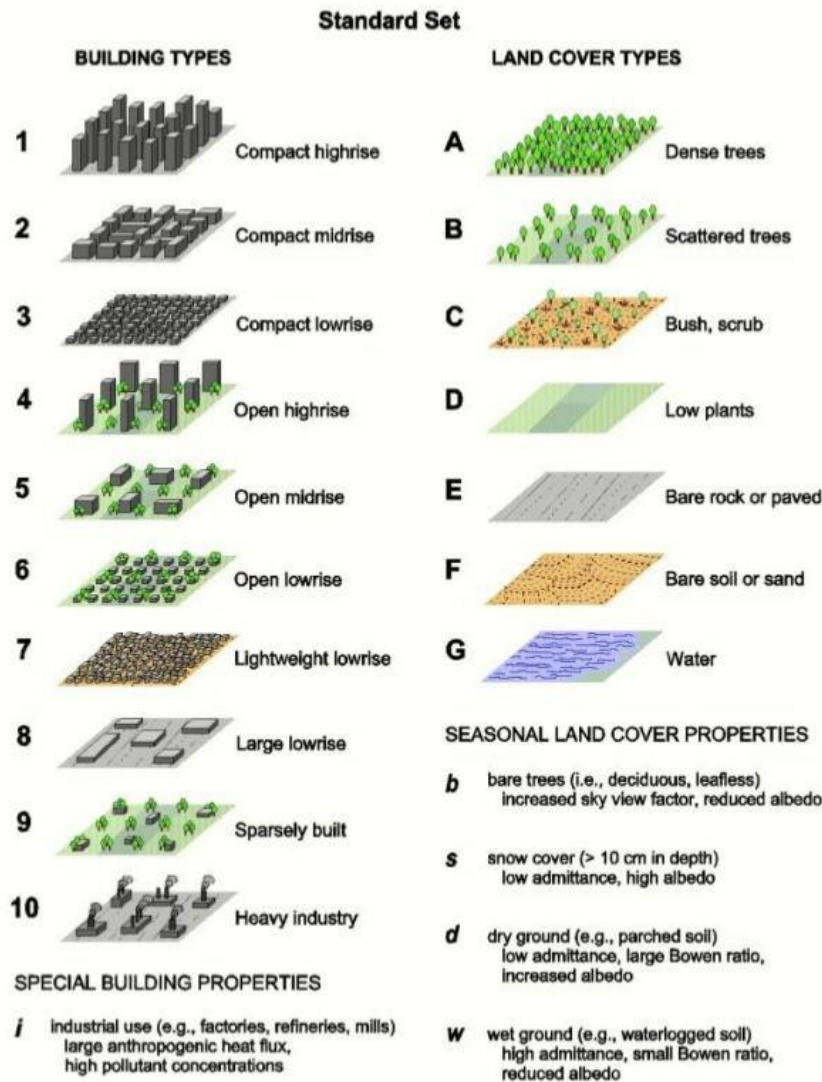 Standard Set
BUILDING TYPES
1
Compact highrise
2
Compact midrise
3
Compact lowrise
4
Open highrise
5
Open midrise
6
Open lowrise
7
Lightweight lowrise
8
Large lowrise
9
Sparsely built
10
Heavy industry
SPECIAL BUILDING PROPERTIES
i industrial use (e.g., factories, refineries, mills)
large anthropogenic heat flux,
high pollutant concentrations
LAND COVER TYPES
A
Dense trees
B
Scattered trees
C
Bush, scrub
D
Low plants
E
Bare rock or paved
F
Bare soil or sand
G
Water
SEASONAL LAND COVER PROPERTIES
b bare trees (i.e., deciduous, leafless)
increased sky view factor, reduced albedo
s snow cover (> 10 cm in depth)
low admittance, high albedo
d dry ground (e.g., parched soil)
low admittance, large Bowen ratio,
increased albedo
w wet ground (e.g., waterlogged soil)
high admittance, small Bowen ratio,
reduced albedo